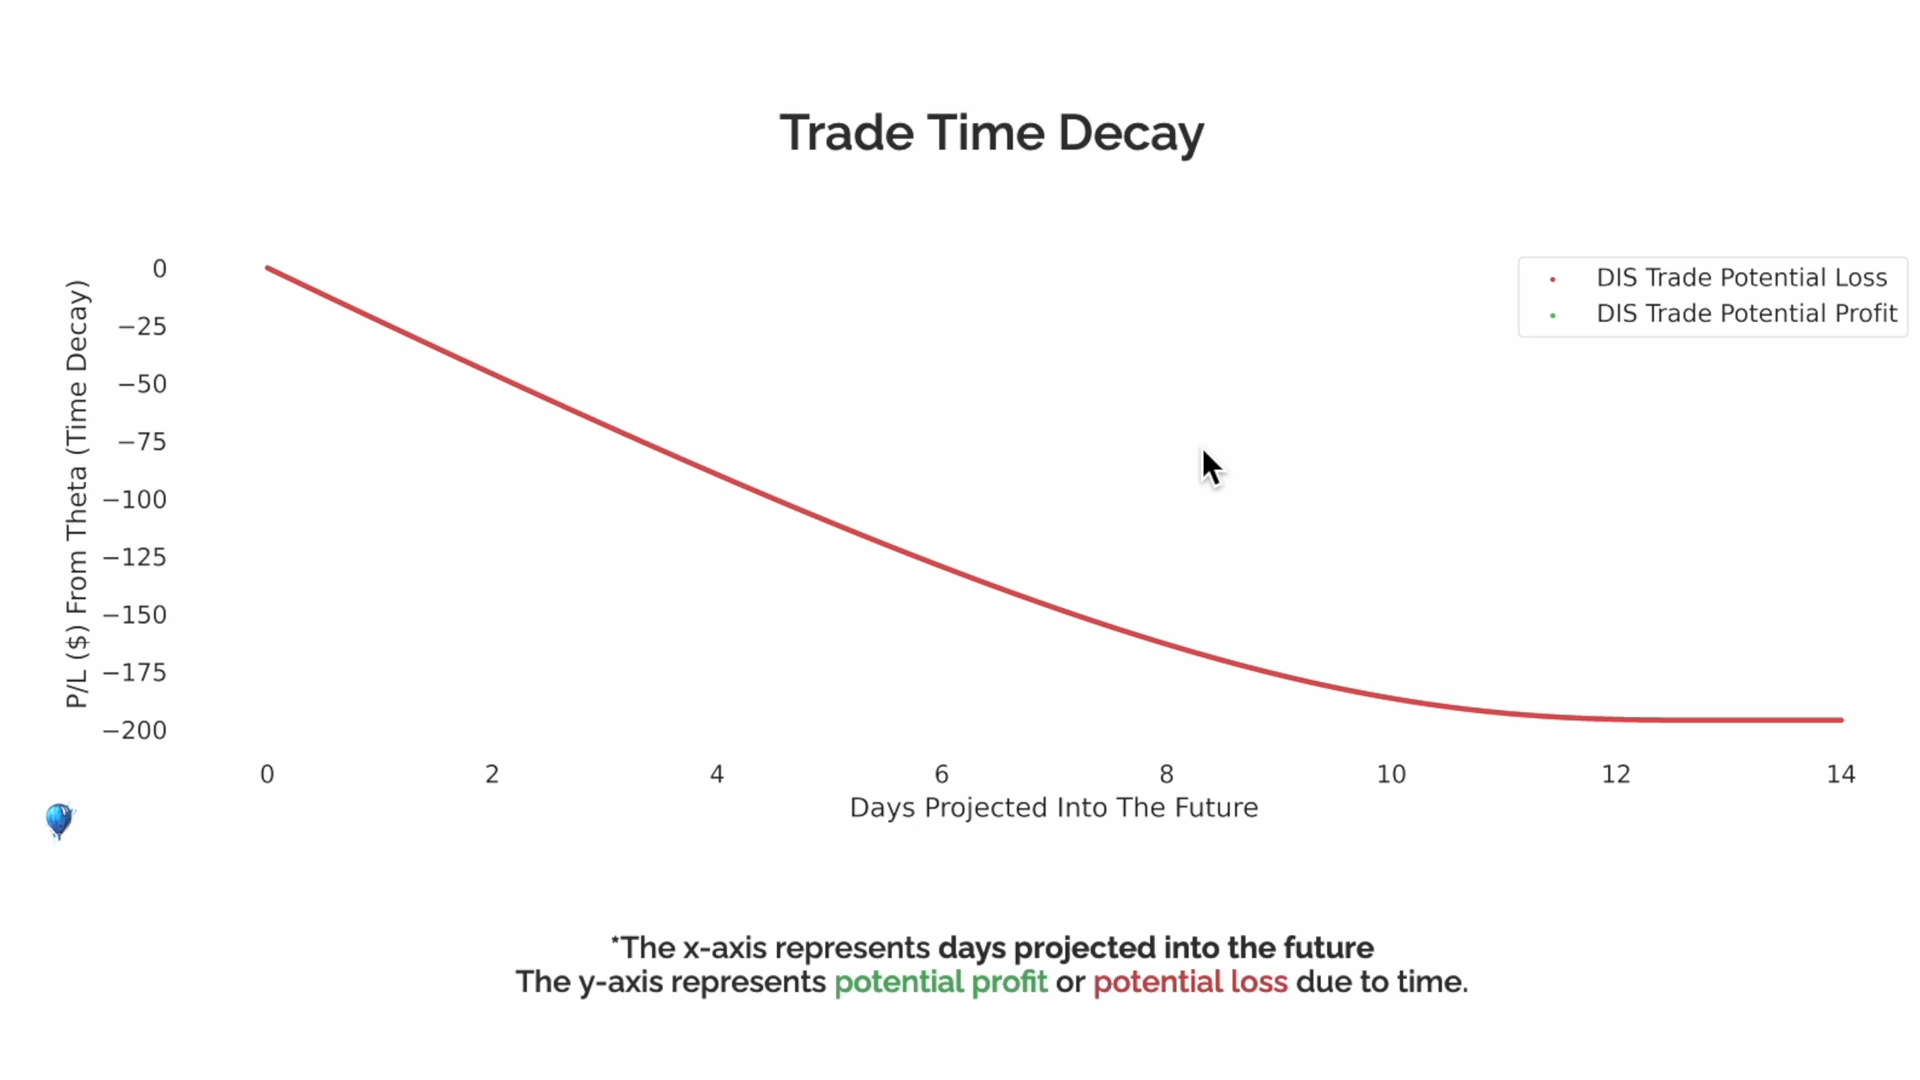 Trade Time Decay
DIS Trade Potential Loss
DIS Trade Potential Profit
P/L ($) From Theta (Time Decay)
0
−25
−50
−75
−100
−125
−150
−175
−200
0 2 4 6 8 10 12 14
Days Projected Into The Future
*The x-axis represents days projected into the future
The y-axis represents potential profit or potential loss due to time.